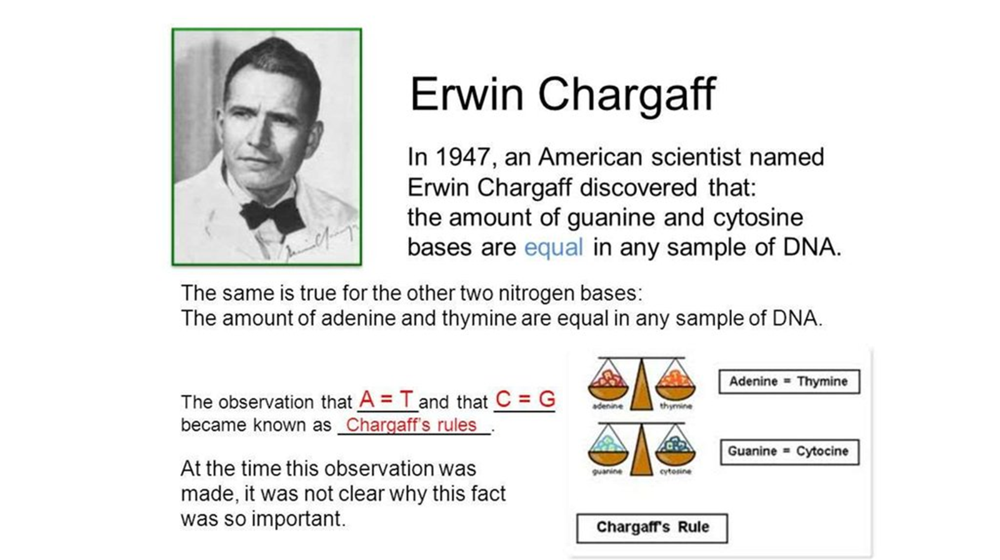 Erwin Chargaff
In 1947, an American scientist named
Erwin Chargaff discovered that:
the amount of guanine and cytosine
bases are equal in any sample of DNA.
The same is true for the other two nitrogen bases:
The amount of adenine and thymine are equal in any sample of DNA.
The observation that A = T and that C = G
became known as Chargaff's rules.
At the time this observation was
made, it was not clear why this fact
was so important.
adenine thymine
Adenine = Thymine
guanine cytosine
Guanine = Cytocine
Chargaff's Rule